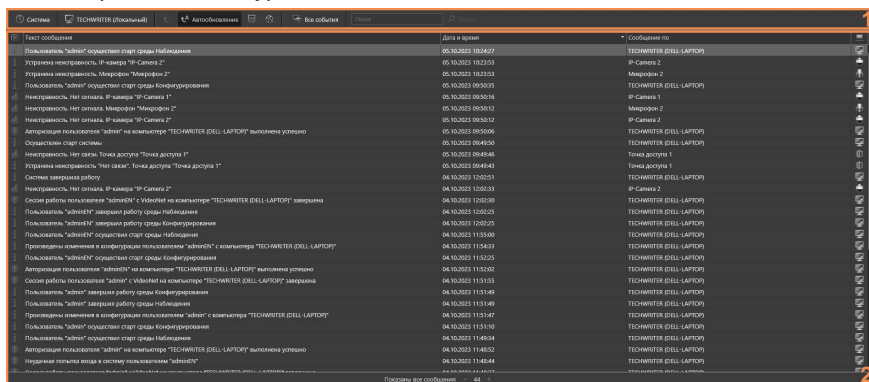 Система TECHWRITER (Локальный) Автообновление Все события Поиск 1
Текст сообщения Дата и время Сообщение по
Пользователь "admin" осуществил старт среды Наблюдения 05.10.2023 10:24:27 TECHWRITER (DELL-LAPTOP)
Устранена неисправность. IP-камера "IP-Camera 2" 05.10.2023 10:23:53 IP-Camera 2
Устранена неисправность. Микрофон "Микрофон 2" 05.10.2023 10:23:53 Микрофон 2
Пользователь "admin" осуществил старт среды Конфигурирования 05.10.2023 09:50:35 TECHWRITER (DELL-LAPTOP)
Неисправность. Нет сигнала. IP-камера "IP-Camera 1" 05.10.2023 09:50:16 IP-Camera 1
Неисправность. Нет сигнала. Микрофон "Микрофон 2" 05.10.2023 09:50:12 Микрофон 2
Неисправность. Нет сигнала. IP-камера "IP-Camera 2" 05.10.2023 09:50:12 IP-Camera 2
Авторизация пользователя "admin" на компьютере "TECHWRITER (DELL-LAPTOP)" выполнена успешно 05.10.2023 09:50:06 TECHWRITER (DELL-LAPTOP)
Осуществлен старт системы 05.10.2023 09:49:50 TECHWRITER (DELL-LAPTOP)
Неисправность. Нет связи. Точка доступа "Точка доступа 1" 05.10.2023 09:49:46 Точка доступа 1
Устранена неисправность "Нет связи". Точка доступа "Точка доступа 1" 05.10.2023 09:49:43 Точка доступа 1
Система завершила работу 04.10.2023 12:02:51 TECHWRITER (DELL-LAPTOP)
Неисправность. Нет сигнала. IP-камера "IP-Camera 2" 04.10.2023 12:02:33 IP-Camera 2
Сессия работы пользователя "adminEN" с VideoNet на компьютере "TECHWRITER (DELL-LAPTOP)" завершена 04.10.2023 12:02:30 TECHWRITER (DELL-LAPTOP)
Пользователь "adminEN" завершил работу среды Наблюдения 04.10.2023 12:02:25 TECHWRITER (DELL-LAPTOP)
Пользователь "adminEN" завершил работу среды Конфигурирования 04.10.2023 12:02:25 TECHWRITER (DELL-LAPTOP)
Пользователь "adminEN" осуществил старт среды Наблюдения 04.10.2023 11:55:00 TECHWRITER (DELL-LAPTOP)
Произведены изменения в конфигурации пользователем "adminEN" с компьютера "TECHWRITER (DELL-LAPTOP)" 04.10.2023 11:54:33 TECHWRITER (DELL-LAPTOP)
Пользователь "adminEN" осуществил старт среды Конфигурирования 04.10.2023 11:52:25 TECHWRITER (DELL-LAPTOP)
Авторизация пользователя "adminEN" на компьютере "TECHWRITER (DELL-LAPTOP)" выполнена успешно 04.10.2023 11:52:02 TECHWRITER (DELL-LAPTOP)
Сессия работы пользователя "admin" с VideoNet на компьютере "TECHWRITER (DELL-LAPTOP)" завершена 04.10.2023 11:51:55 TECHWRITER (DELL-LAPTOP)
Пользователь "admin" завершил работу среды Конфигурирования 04.10.2023 11:51:49 TECHWRITER (DELL-LAPTOP)
Пользователь "admin" завершил работу среды Наблюдения 04.10.2023 11:51:49 TECHWRITER (DELL-LAPTOP)
Произведены изменения в конфигурации пользователем "admin" с компьютера "TECHWRITER (DELL-LAPTOP)" 04.10.2023 11:51:47 TECHWRITER (DELL-LAPTOP)
Пользователь "admin" осуществил старт среды Конфигурирования 04.10.2023 11:51:10 TECHWRITER (DELL-LAPTOP)
Пользователь "admin" осуществил старт среды Наблюдения 04.10.2023 11:49:34 TECHWRITER (DELL-LAPTOP)
Авторизация пользователя "admin" на компьютере "TECHWRITER (DELL-LAPTOP)" выполнена успешно 04.10.2023 11:48:52 TECHWRITER (DELL-LAPTOP)
Неудачная попытка входа в систему пользователем "adminEN" 04.10.2023 11:48:44 TECHWRITER (DELL-LAPTOP)
Показаны все сообщения: 44 2